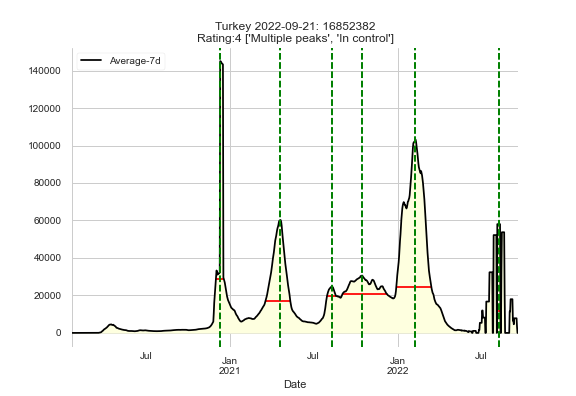 Turkey 2022-09-21: 16852382
Rating:4 ['Multiple peaks', 'In control']
Average-7d
140000
120000
100000
80000
60000
40000
20000
0
Jul
Jan
2021
Jul
Jan
2022
Jul
Date